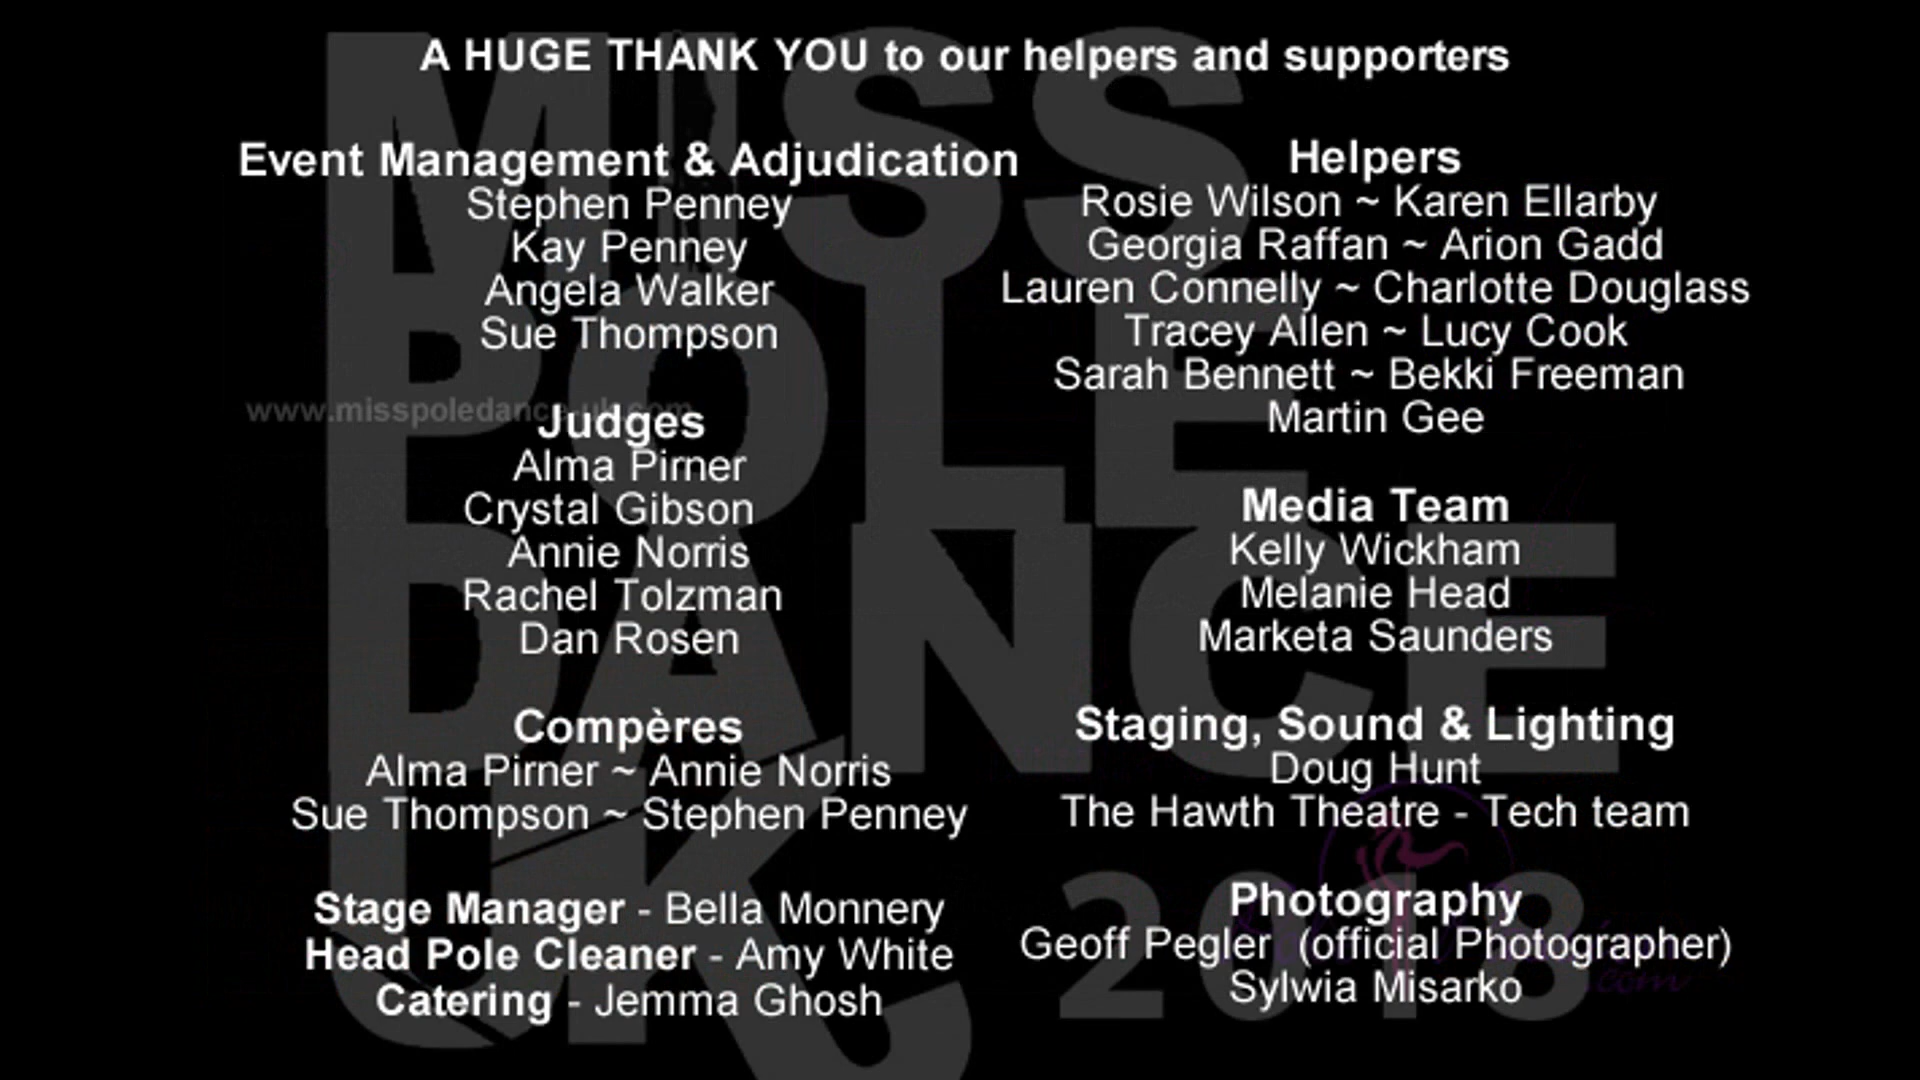 A HUGE THANK YOU to our helpers and supporters
Event Management & Adjudication
Stephen Penney
Kay Penney
Angela Walker
Sue Thompson
www.misspoledance-uk.com
Judges
Alma Pirner
Crystal Gibson
Annie Norris
Rachel Tolzman
Dan Rosen
Compères
Alma Pirner ~ Annie Norris
Sue Thompson ~ Stephen Penney
Stage Manager - Bella Monnery
Head Pole Cleaner - Amy White
Catering - Jemma Ghosh
Helpers
Rosie Wilson ~ Karen Ellarby
Georgia Raffan ~ Arion Gadd
Lauren Connelly ~ Charlotte Douglass
Tracey Allen ~ Lucy Cook
Sarah Bennett ~ Bekki Freeman
Martin Gee
Media Team
Kelly Wickham
Melanie Head
Marketa Saunders
Staging, Sound & Lighting
Doug Hunt
The Hawth Theatre - Tech team
Photography
Geoff Pegler (official Photographer)
Sylwia Misarko
MISS
POLE
DANCE
UK
2018
.com